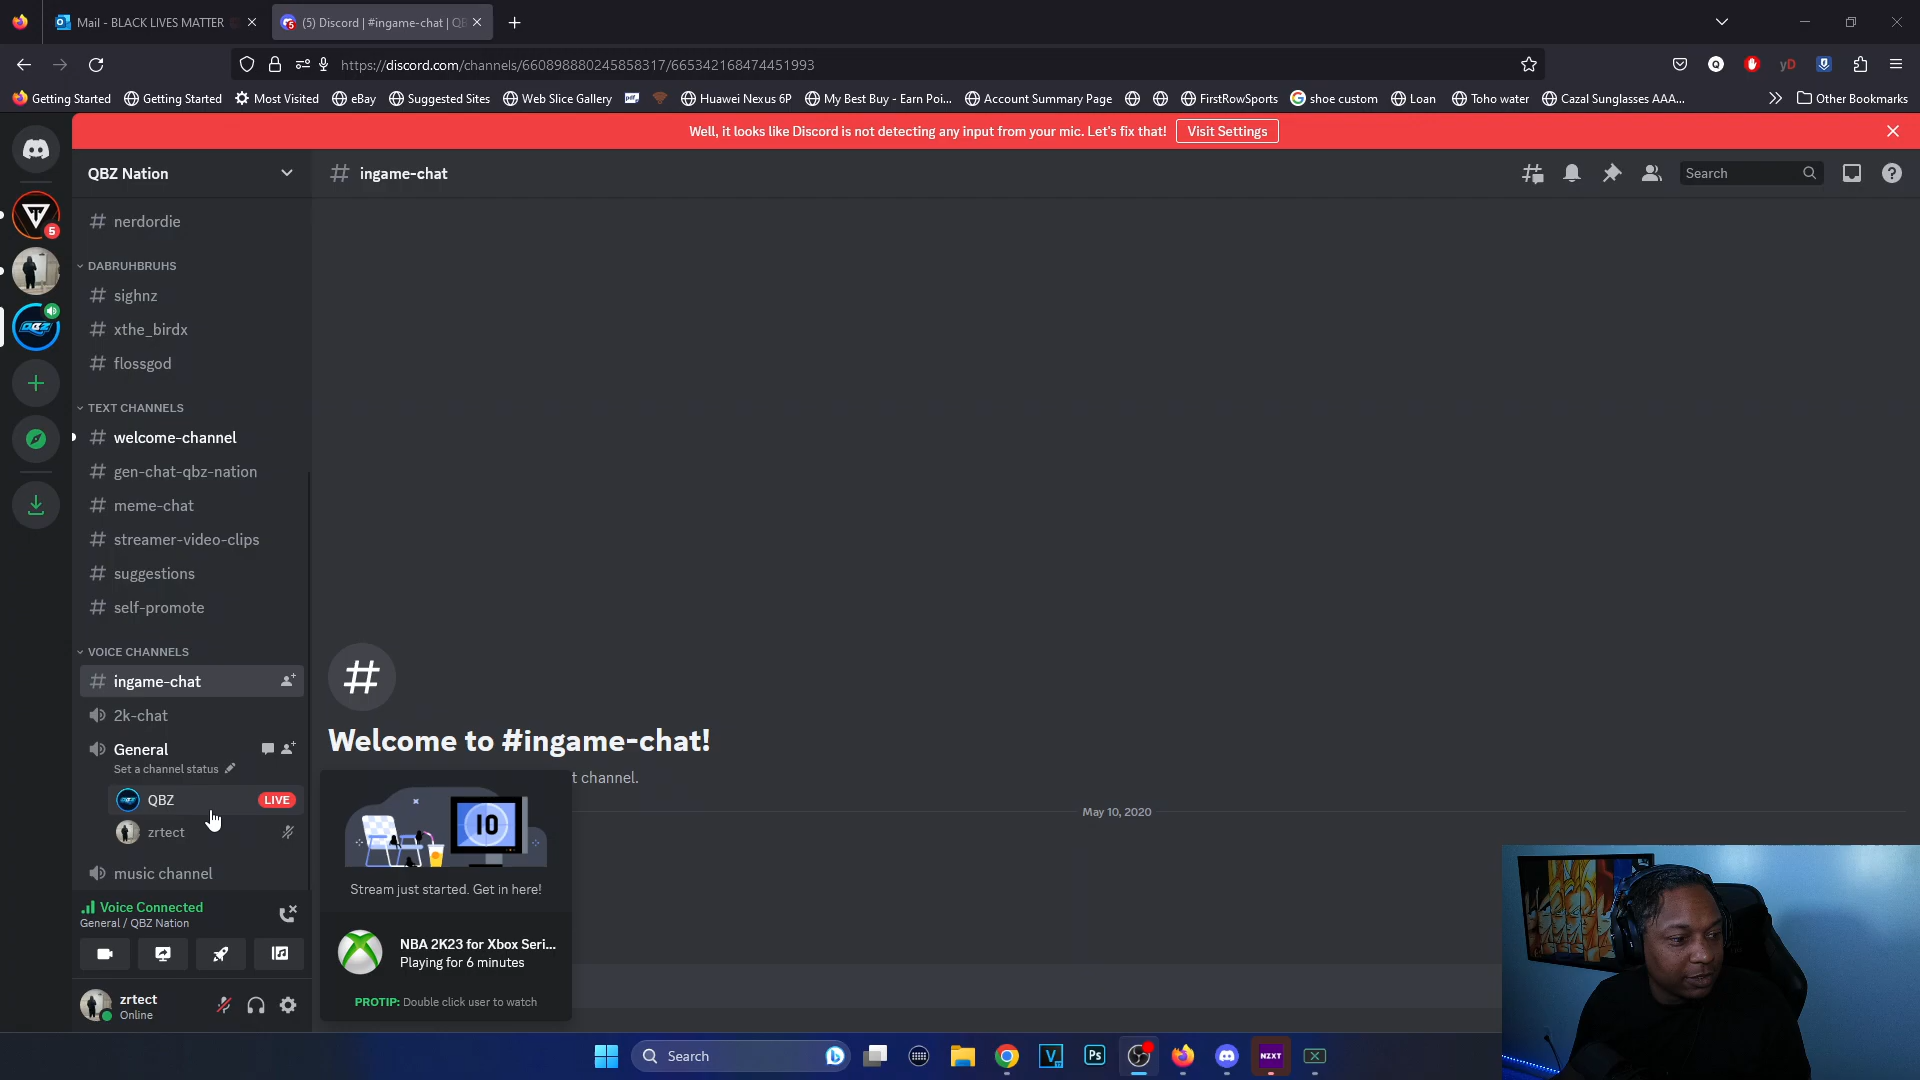 Mail - BLACK LIVES MATTER
(5) Discord | #ingame-chat | QB
https://discord.com/channels/660898880245858317/665342168474451993
Getting Started
Getting Started
Most Visited
eBay
Suggested Sites
Web Slice Gallery
Huawei Nexus 6P
My Best Buy - Earn Poi...
Account Summary Page
FirstRowSports
shoe custom
Loan
Toho water
Cazal Sunglasses AAA...
Other Bookmarks
Well, it looks like Discord is not detecting any input from your mic. Let's fix that!
Visit Settings
QBZ Nation
ingame-chat
Search
nerdordie
5
DABRUHBRUHS
sighnz
xthe_birdx
flossgod
TEXT CHANNELS
welcome-channel
gen-chat-qbz-nation
meme-chat
streamer-video-clips
suggestions
self-promote
VOICE CHANNELS
ingame-chat
2k-chat
General
Set a channel status
QBZ
LIVE
zrtect
music channel
Voice Connected
General / QBZ Nation
zrtect
Online
Welcome to #ingame-chat!
t channel.
May 10, 2020
10
Stream just started. Get in here!
NBA 2K23 for Xbox Seri...
Playing for 6 minutes
PROTIP: Double click user to watch
Search
V
Ps
NZXT